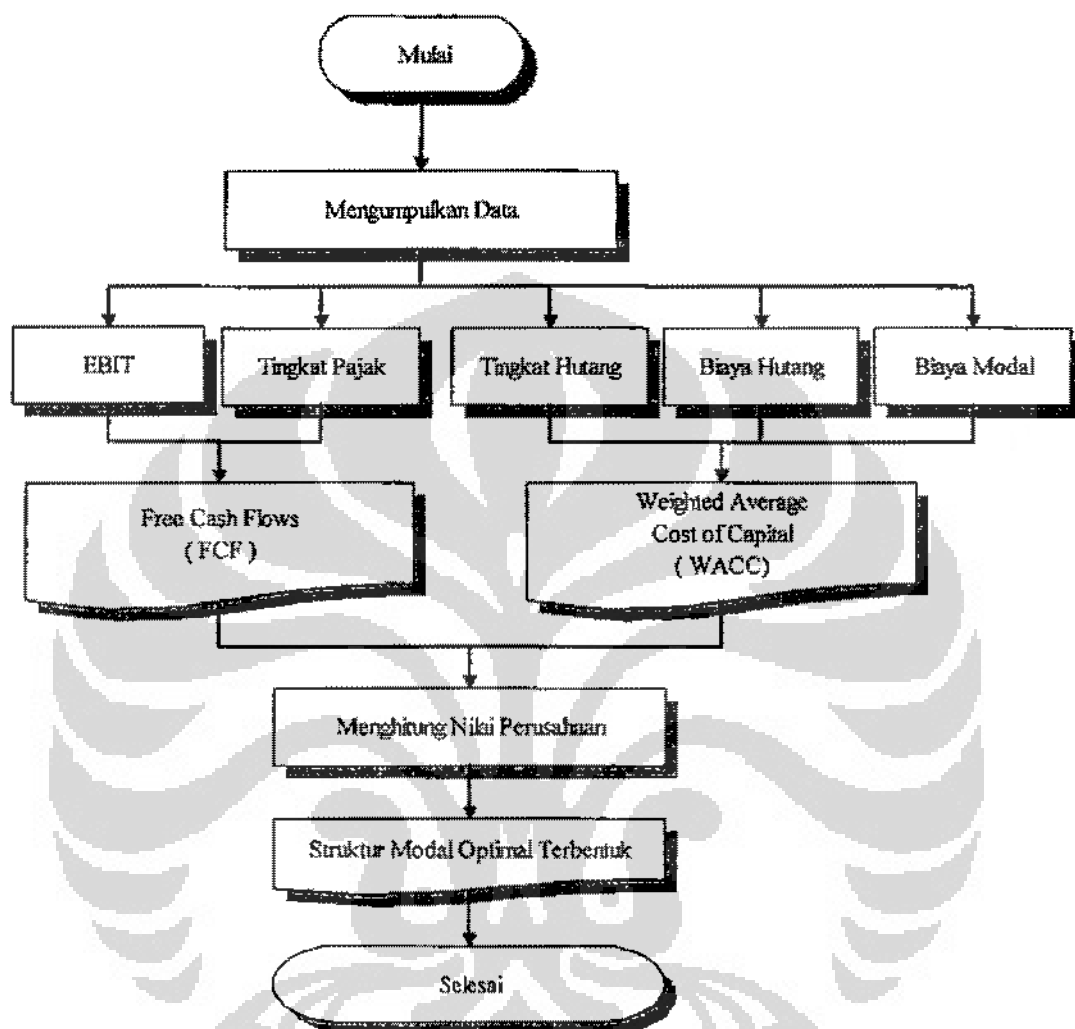 Mulai
Mengumpulkan Data
EBIT
Tingkat Pajak
Tingkat Hutang
Biaya Hutang
Biaya Modal
Free Cash Flows
( FCF )
Weighted Average
Cost of Capital
( WACC)
Menghitung Nilai Perusahaan
Struktur Modal Optimal Terbentuk
Selesai